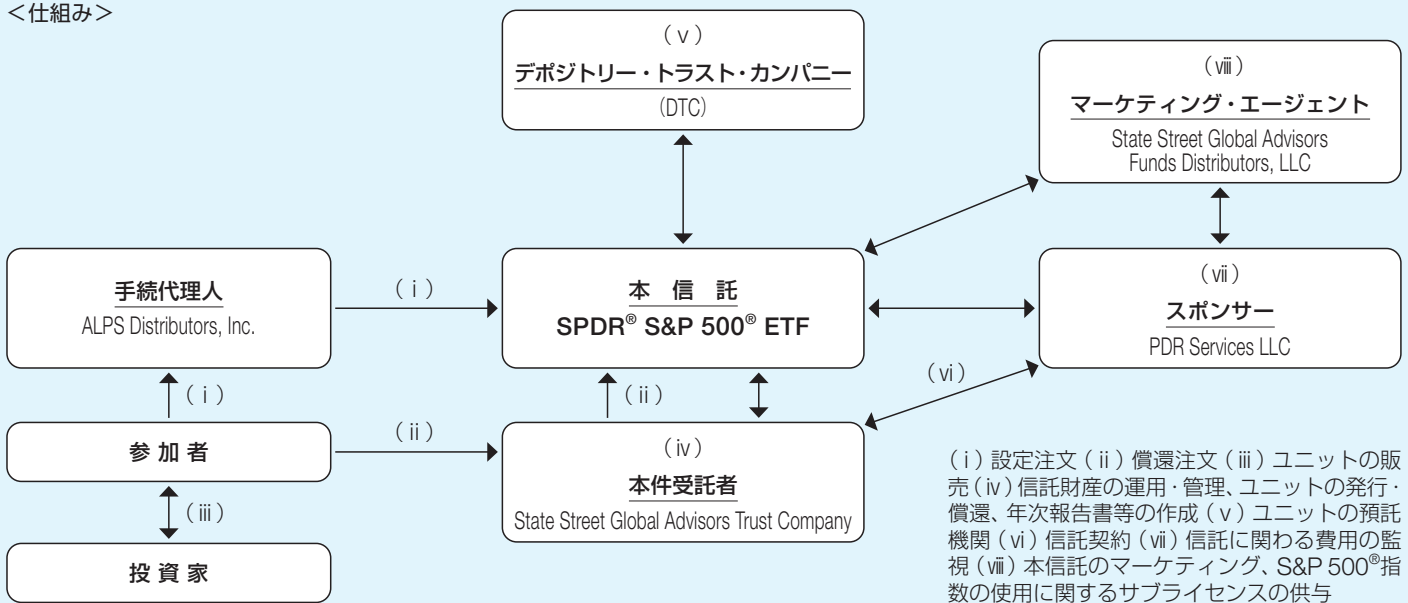 ＜仕組み＞
（ⅴ）
デポジトリー・トラスト・カンパニー
（DTC）
（ⅷ）
マーケティング・エージェント
State Street Global Advisors
Funds Distributors, LLC
手続代理人
ALPS Distributors, Inc.
（ⅰ）
本　信　託
SPDR® S&P 500® ETF
（ⅶ）
スポンサー
PDR Services LLC
（ⅰ）
（ⅱ）
（ⅵ）
参 加 者
（ⅱ）
（ⅳ）
本件受託者
State Street Global Advisors Trust Company
（ⅲ）
投 資 家
（ⅰ）設定注文（ⅱ）償還注文（ⅲ）ユニットの販
売（ⅳ）信託財産の運用・管理、ユニットの発行・
償還、年次報告書等の作成（ⅴ）ユニットの預託
機関（ⅵ）信託契約（ⅶ）信託に関わる費用の監
視（ⅷ）本信託のマーケティング、S&P 500®指
数の使用に関するサブライセンスの供与